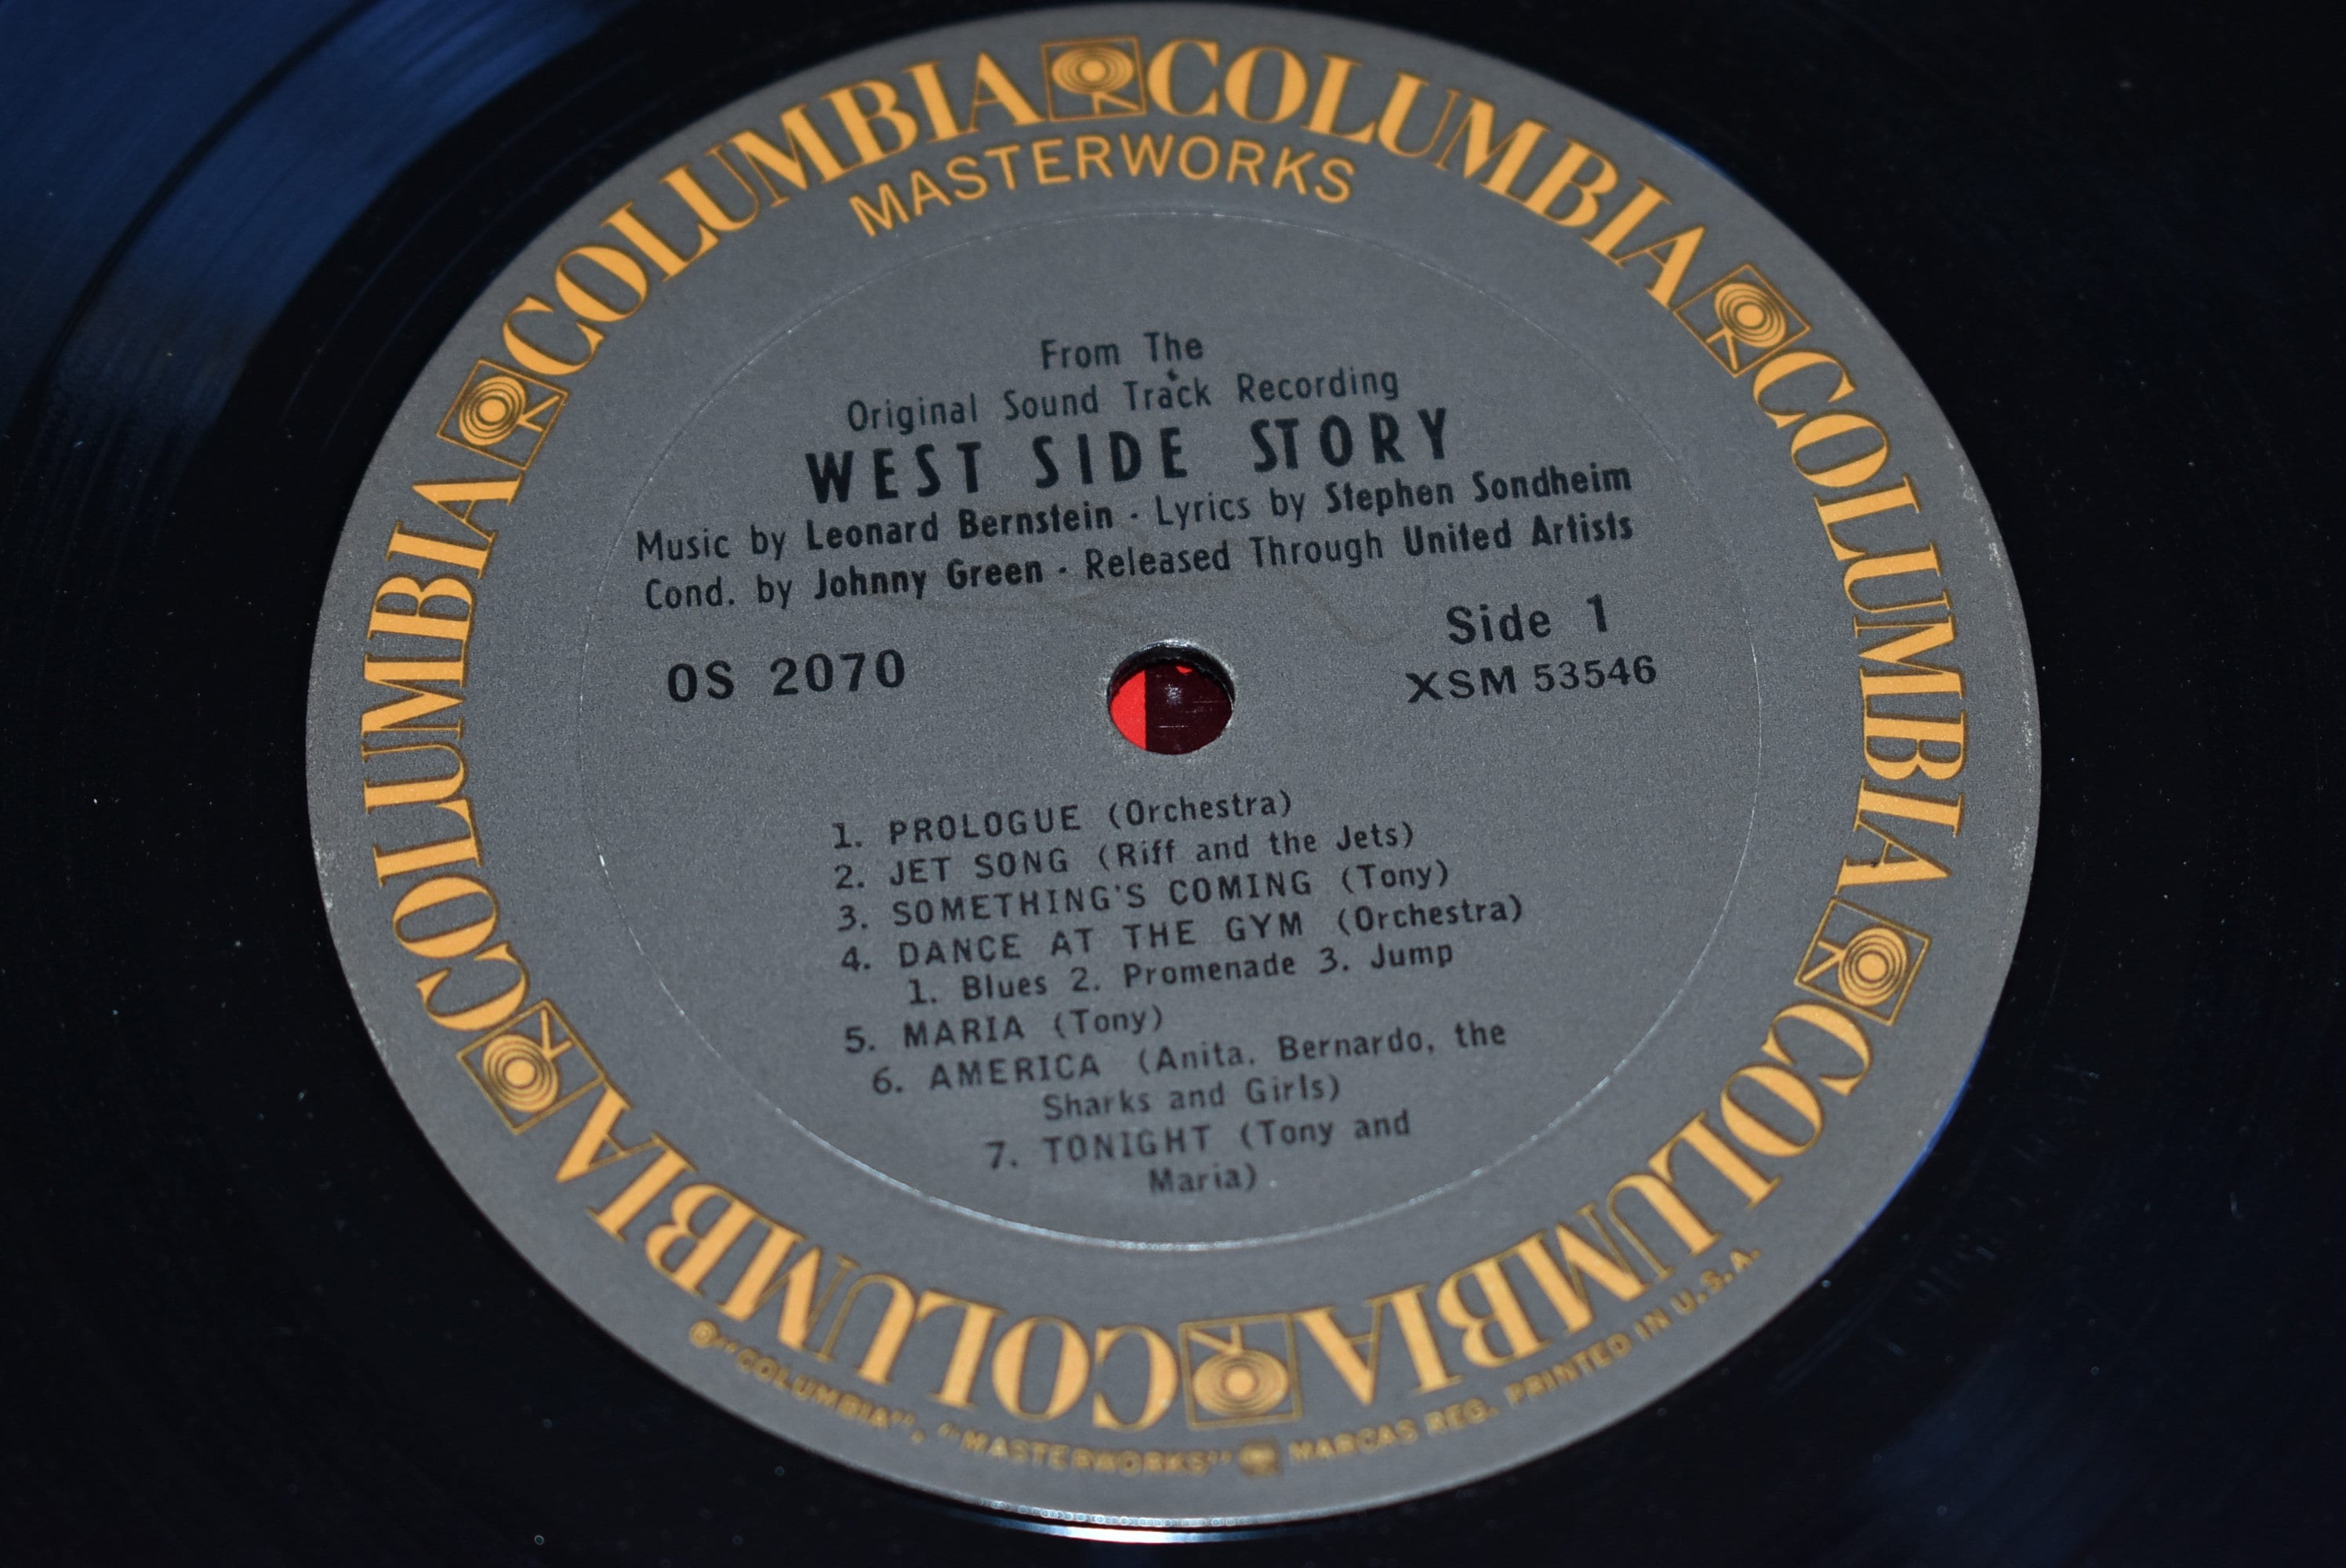 COLUMBIA COLUMBIA COLUMBIA COLUMBIA COLUMBIA COLUMBIA
MASTERWORKS
From The
Original Sound Track Recording
WEST SIDE STORY
Music by Leonard Bernstein - Lyrics by Stephen Sondheim
Cond. by Johnny Green - Released Through United Artists
OS 2070
Side 1
XSM 53546
1. PROLOGUE (Orchestra)
2. JET SONG (Riff and the Jets)
3. SOMETHING'S COMING (Tony)
4. DANCE AT THE GYM (Orchestra)
1. Blues 2. Promenade 3. Jump
5. MARIA (Tony)
6. AMERICA (Anita, Bernardo, the
Sharks and Girls)
7. TONIGHT (Tony and
Maria)
® "COLUMBIA", "MASTERWORKS" MARCAS REG. PRINTED IN U.S.A.